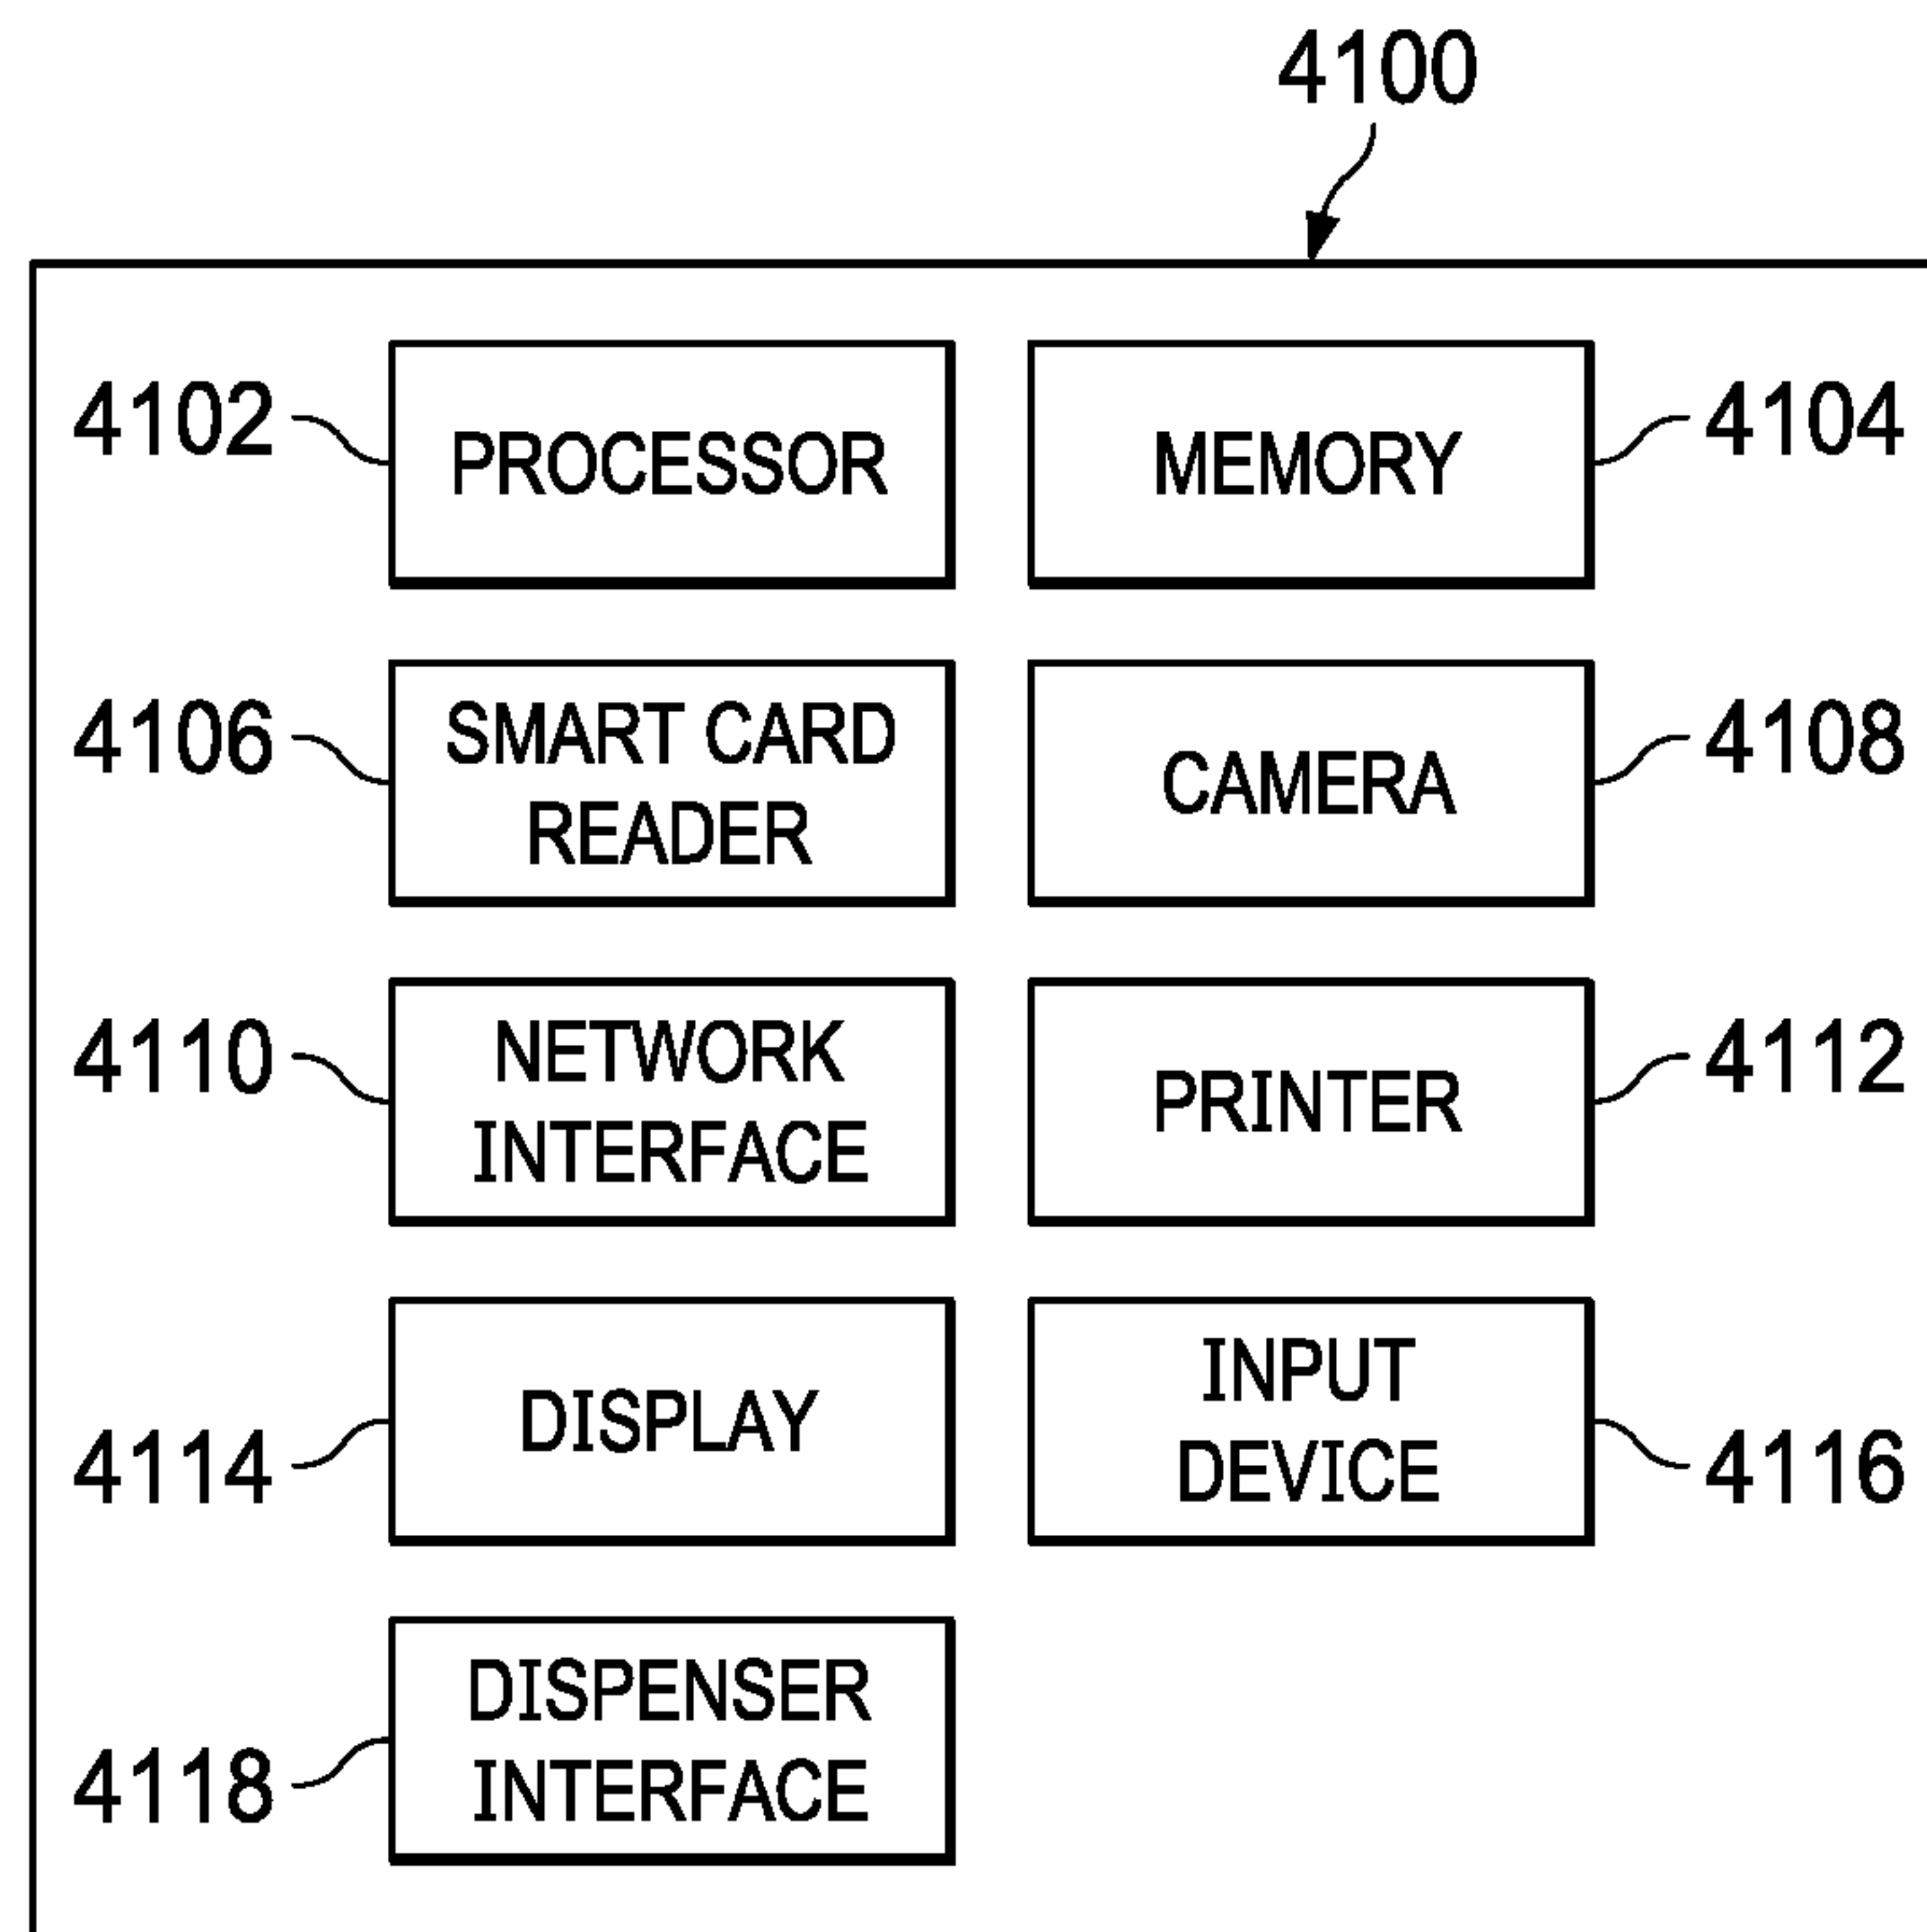 4100
4102
PROCESSOR
MEMORY
4104
4106
SMART CARD
READER
CAMERA
4108
4110
NETWORK
INTERFACE
PRINTER
4112
4114
DISPLAY
INPUT
DEVICE
4116
4118
DISPENSER
INTERFACE